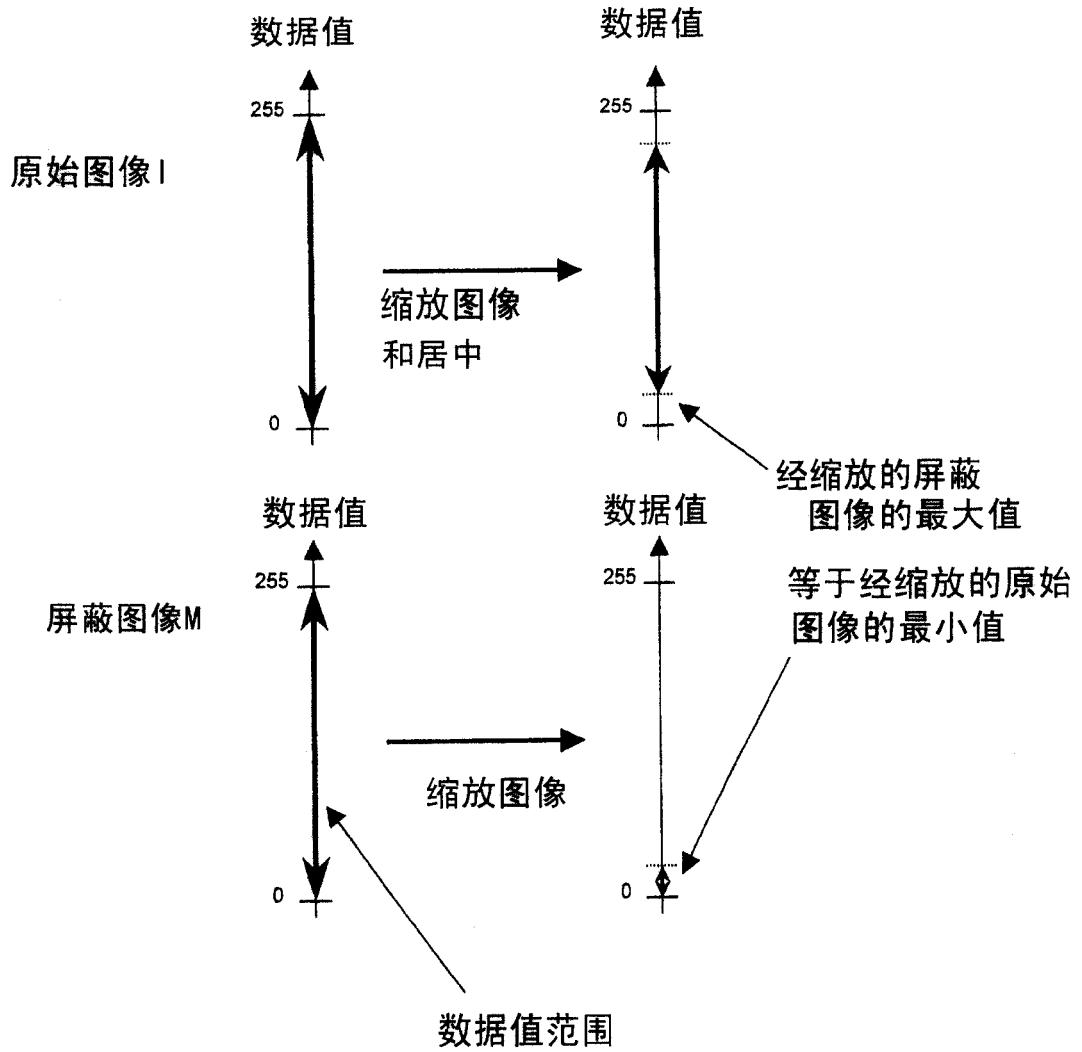 数据值
数据值
255
255
原始图像I
缩放图像
和居中
0
0
经缩放的屏蔽
图像的最大值
数据值
数据值
255
255
等于经缩放的原始
图像的最小值
屏蔽图像M
缩放图像
0
0
数据值范围